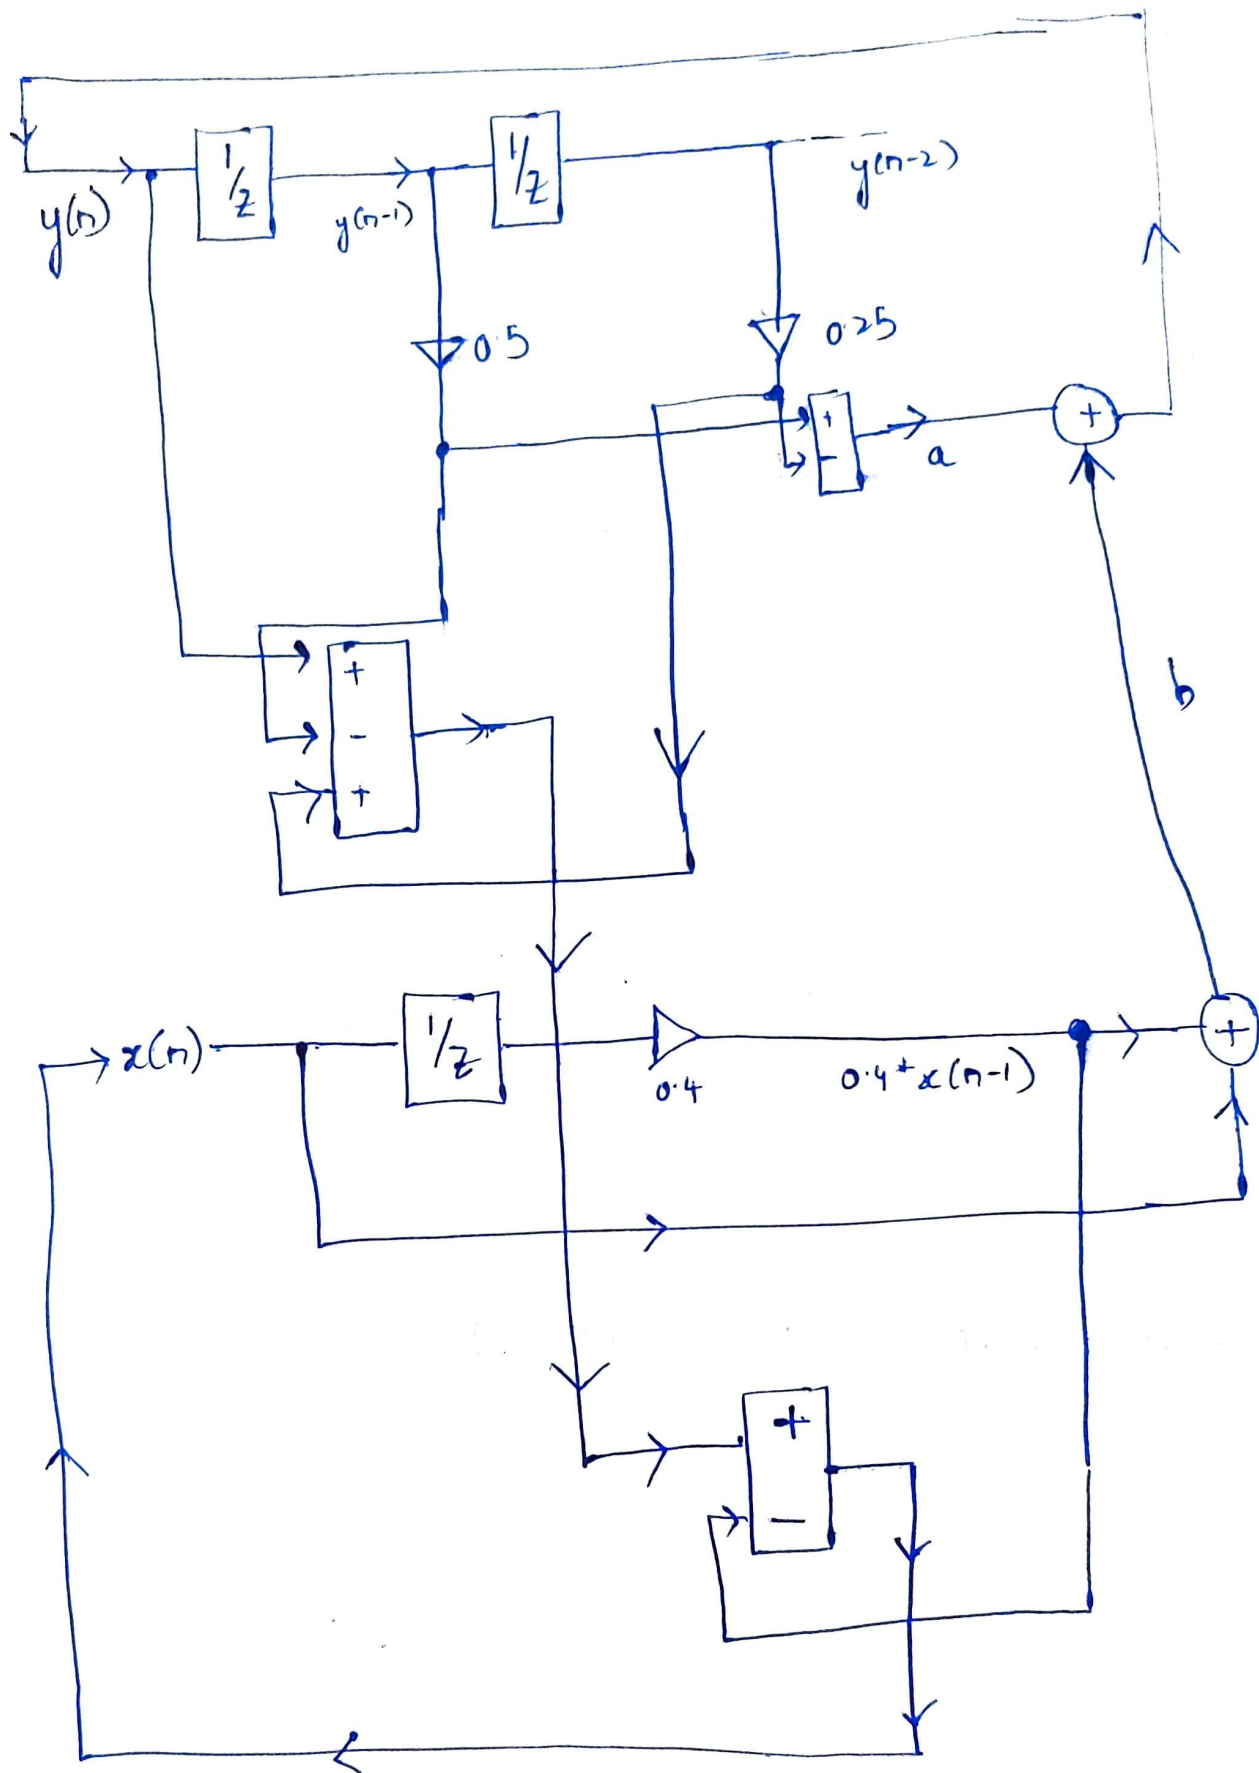 1/z
1/z
y(n-2)
y(n)
y(n-1)
0.5
0.25
+
-
+
a
+
-
+
b
x(n)
1/z
+
0.4
0.4*x(n-1)
+
-